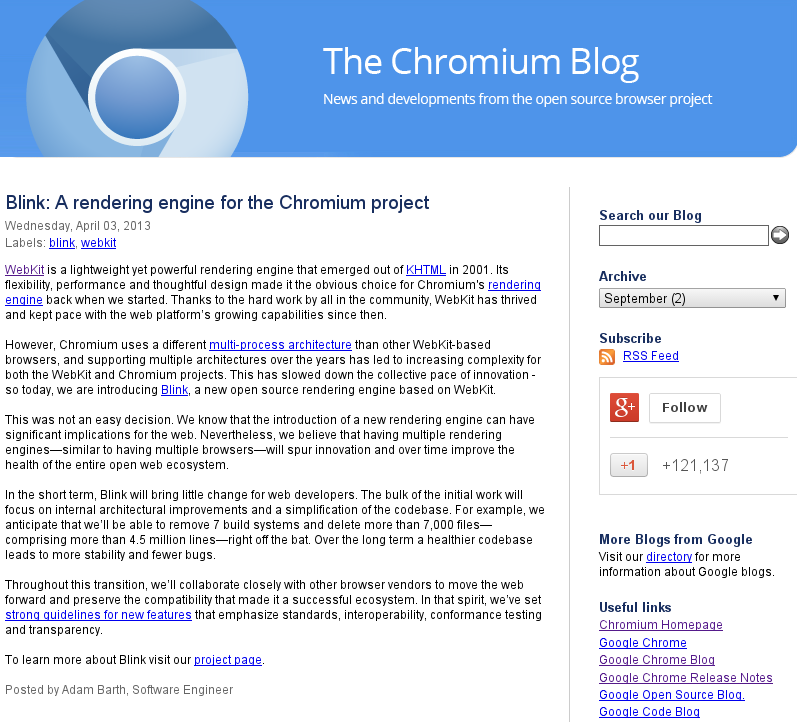 The Chromium Blog
News and developments from the open source browser project
Blink: A rendering engine for the Chromium project
Wednesday, April 03, 2013
Labels: blink, webkit
WebKit is a lightweight yet powerful rendering engine that emerged out of KHTML in 2001. Its
flexibility, performance and thoughtful design made it the obvious choice for Chromium's rendering
engine back when we started. Thanks to the hard work by all in the community, WebKit has thrived
and kept pace with the web platform's growing capabilities since then.
However, Chromium uses a different multi-process architecture than other WebKit-based
browsers, and supporting multiple architectures over the years has led to increasing complexity for
both the WebKit and Chromium projects. This has slowed down the collective pace of innovation -
so today, we are introducing Blink, a new open source rendering engine based on WebKit.
This was not an easy decision. We know that the introduction of a new rendering engine can have
significant implications for the web. Nevertheless, we believe that having multiple rendering
engines—similar to having multiple browsers—will spur innovation and over time improve the
health of the entire open web ecosystem.
In the short term, Blink will bring little change for web developers. The bulk of the initial work will
focus on internal architectural improvements and a simplification of the codebase. For example, we
anticipate that we'll be able to remove 7 build systems and delete more than 7,000 files—
comprising more than 4.5 million lines—right off the bat. Over the long term a healthier codebase
leads to more stability and fewer bugs.
Throughout this transition, we'll collaborate closely with other browser vendors to move the web
forward and preserve the compatibility that made it a successful ecosystem. In that spirit, we've set
strong guidelines for new features that emphasize standards, interoperability, conformance testing
and transparency.
To learn more about Blink visit our project page.
Posted by Adam Barth, Software Engineer
Search our Blog
Archive
September (2)
Subscribe
RSS Feed
g+ Follow
+1 +121,137
More Blogs from Google
Visit our directory for more
information about Google blogs.
Useful links
Chromium Homepage
Google Chrome
Google Chrome Blog
Google Chrome Release Notes
Google Open Source Blog.
Google Code Blog